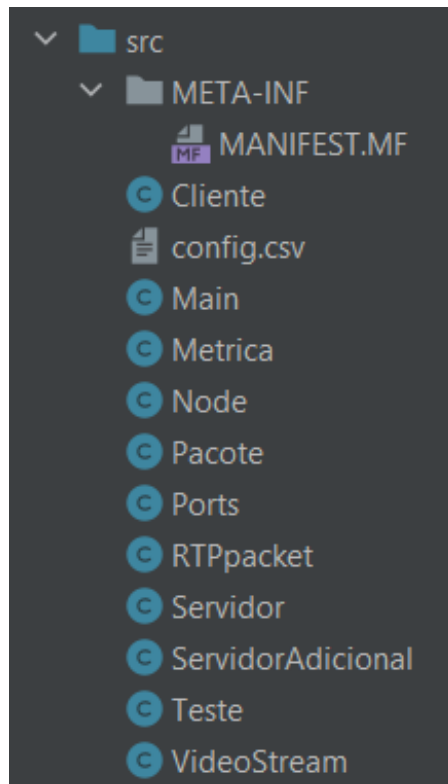 src
META-INF
MF MANIFEST.MF
C Cliente
config.csv
C Main
C Metrica
C Node
C Pacote
C Ports
C RTPpacket
C Servidor
C ServidorAdicional
C Teste
C VideoStream